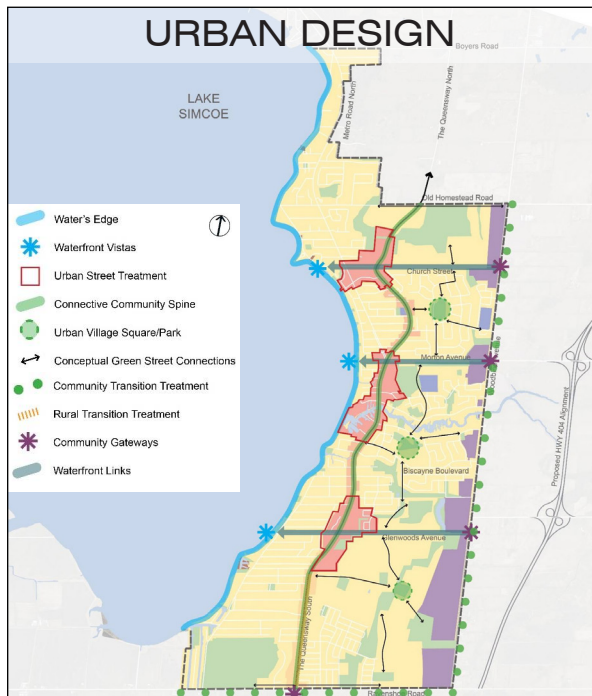 URBAN DESIGN
Boyers Road
LAKE
SIMCOE
Metro Road North
The Queensway North
Old Homestead Road
Water's Edge
Waterfront Vistas
Urban Street Treatment
Connective Community Spine
Urban Village Square/Park
Conceptual Green Street Connections
Community Transition Treatment
Rural Transition Treatment
Community Gateways
Waterfront Links
Church Street
Morton Avenue
Proposed HWY 404 Alignment
Biscayne Boulevard
Glenwoods Avenue
The Queensway South
Road